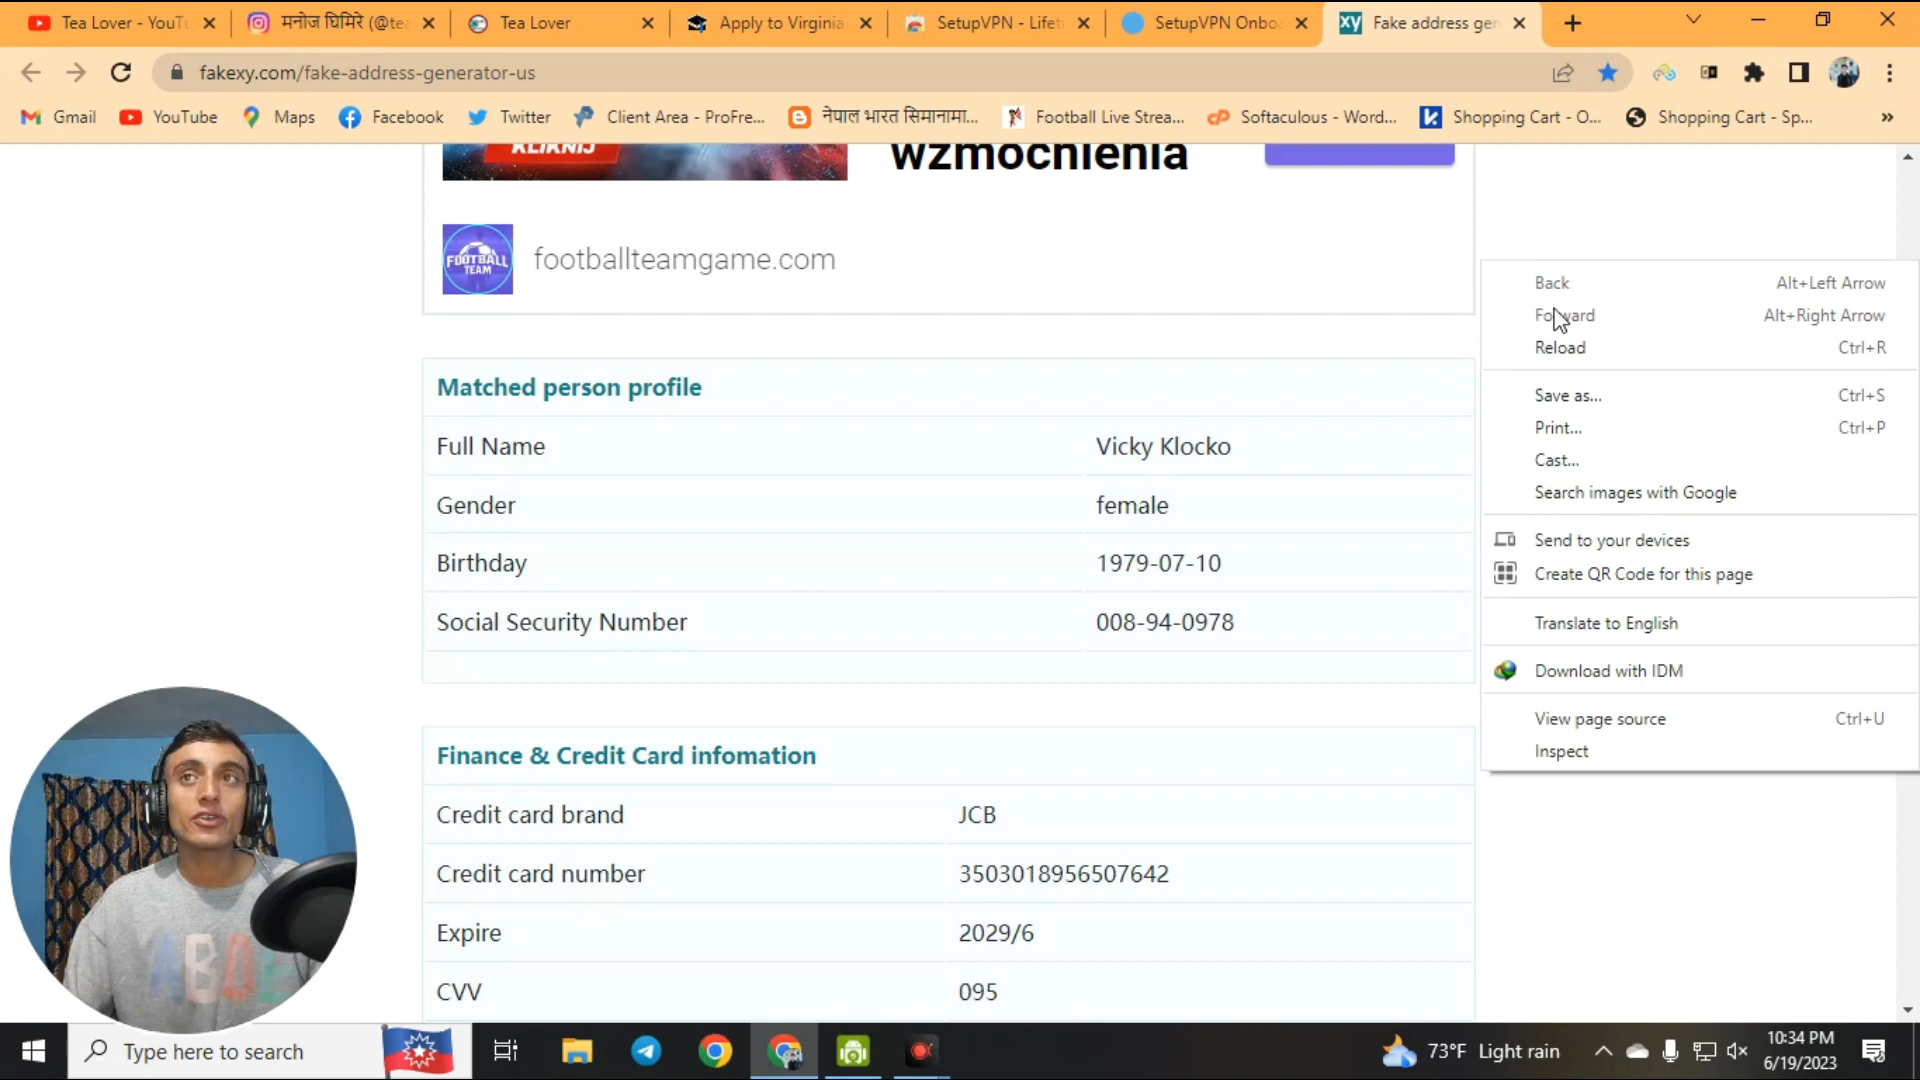 Tea Lover - YouTu
मनोज घिमिरे (@tea
Tea Lover
Apply to Virginia
SetupVPN - Lifet
SetupVPN Onbo
Fake address gen
fakexy.com/fake-address-generator-us
Gmail
YouTube
Maps
Facebook
Twitter
Client Area - ProFre...
नेपाल भारत सिमानामा...
Football Live Strea...
Softaculous - Word...
Shopping Cart - O...
Shopping Cart - Sp...
KLIKNIJ
wzmocnienia
FOOTBALL
TEAM
footballteamgame.com
Matched person profile
Full Name Vicky Klocko
Gender female
Birthday 1979-07-10
Social Security Number 008-94-0978
Finance & Credit Card infomation
Credit card brand JCB
Credit card number 3503018956507642
Expire 2029/6
CVV 095
Back Alt+Left Arrow
Forward Alt+Right Arrow
Reload Ctrl+R
Save as... Ctrl+S
Print... Ctrl+P
Cast...
Search images with Google
Send to your devices
Create QR Code for this page
Translate to English
Download with IDM
View page source Ctrl+U
Inspect
Type here to search
73°F Light rain
10:34 PM
6/19/2023